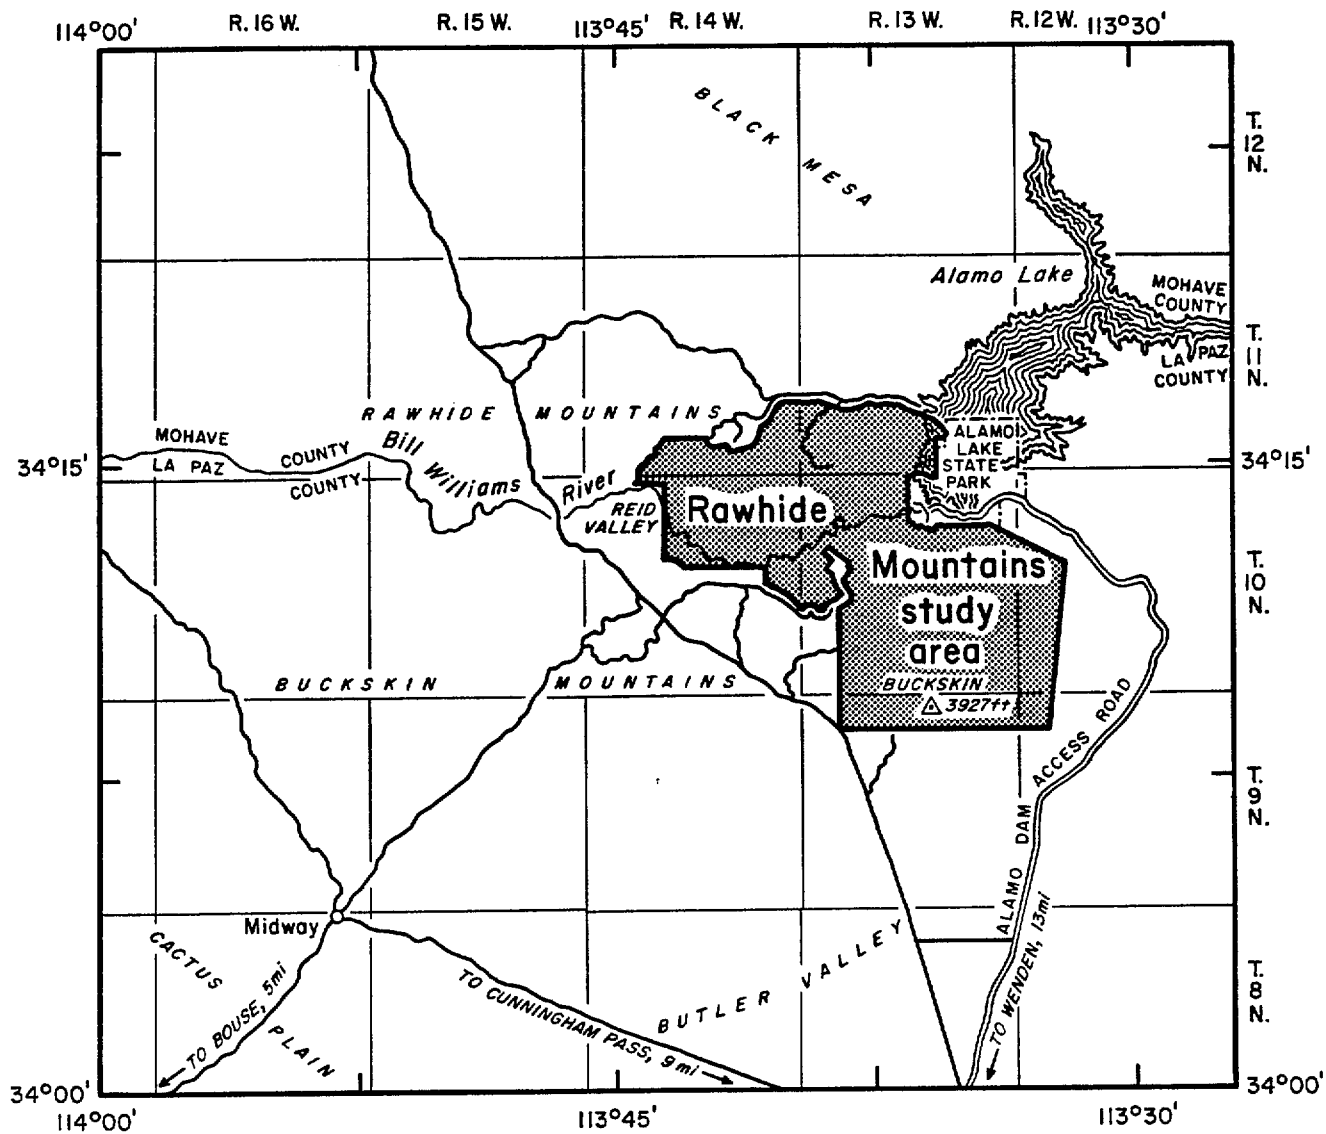 114°00' R.16 W. R.15 W. 113°45' R.14 W. R.13 W. R.12W. 113°30'
BLACK MESA
T.
12
N.
Alamo Lake
MOHAVE
COUNTY
LA PAZ
COUNTY
T.
11
N.
RAWHIDE MOUNTAINS
MOHAVE COUNTY
LA PAZ COUNTY
Bill Williams River
ALAMO
LAKE
STATE
PARK
34°15'
34°15'
REID
VALLEY
Rawhide
Mountains
study
area
T.
10
N.
BUCKSKIN MOUNTAINS
BUCKSKIN
3927ft.
ALAMO DAM ACCESS ROAD
T.
9
N.
Midway
CACTUS PLAIN
TO BOUSE, 5mi
TO CUNNINGHAM PASS, 9mi
BUTLER VALLEY
TO WENDEN, 13mi
T.
8
N.
34°00'
34°00'
114°00' 113°45' 113°30'